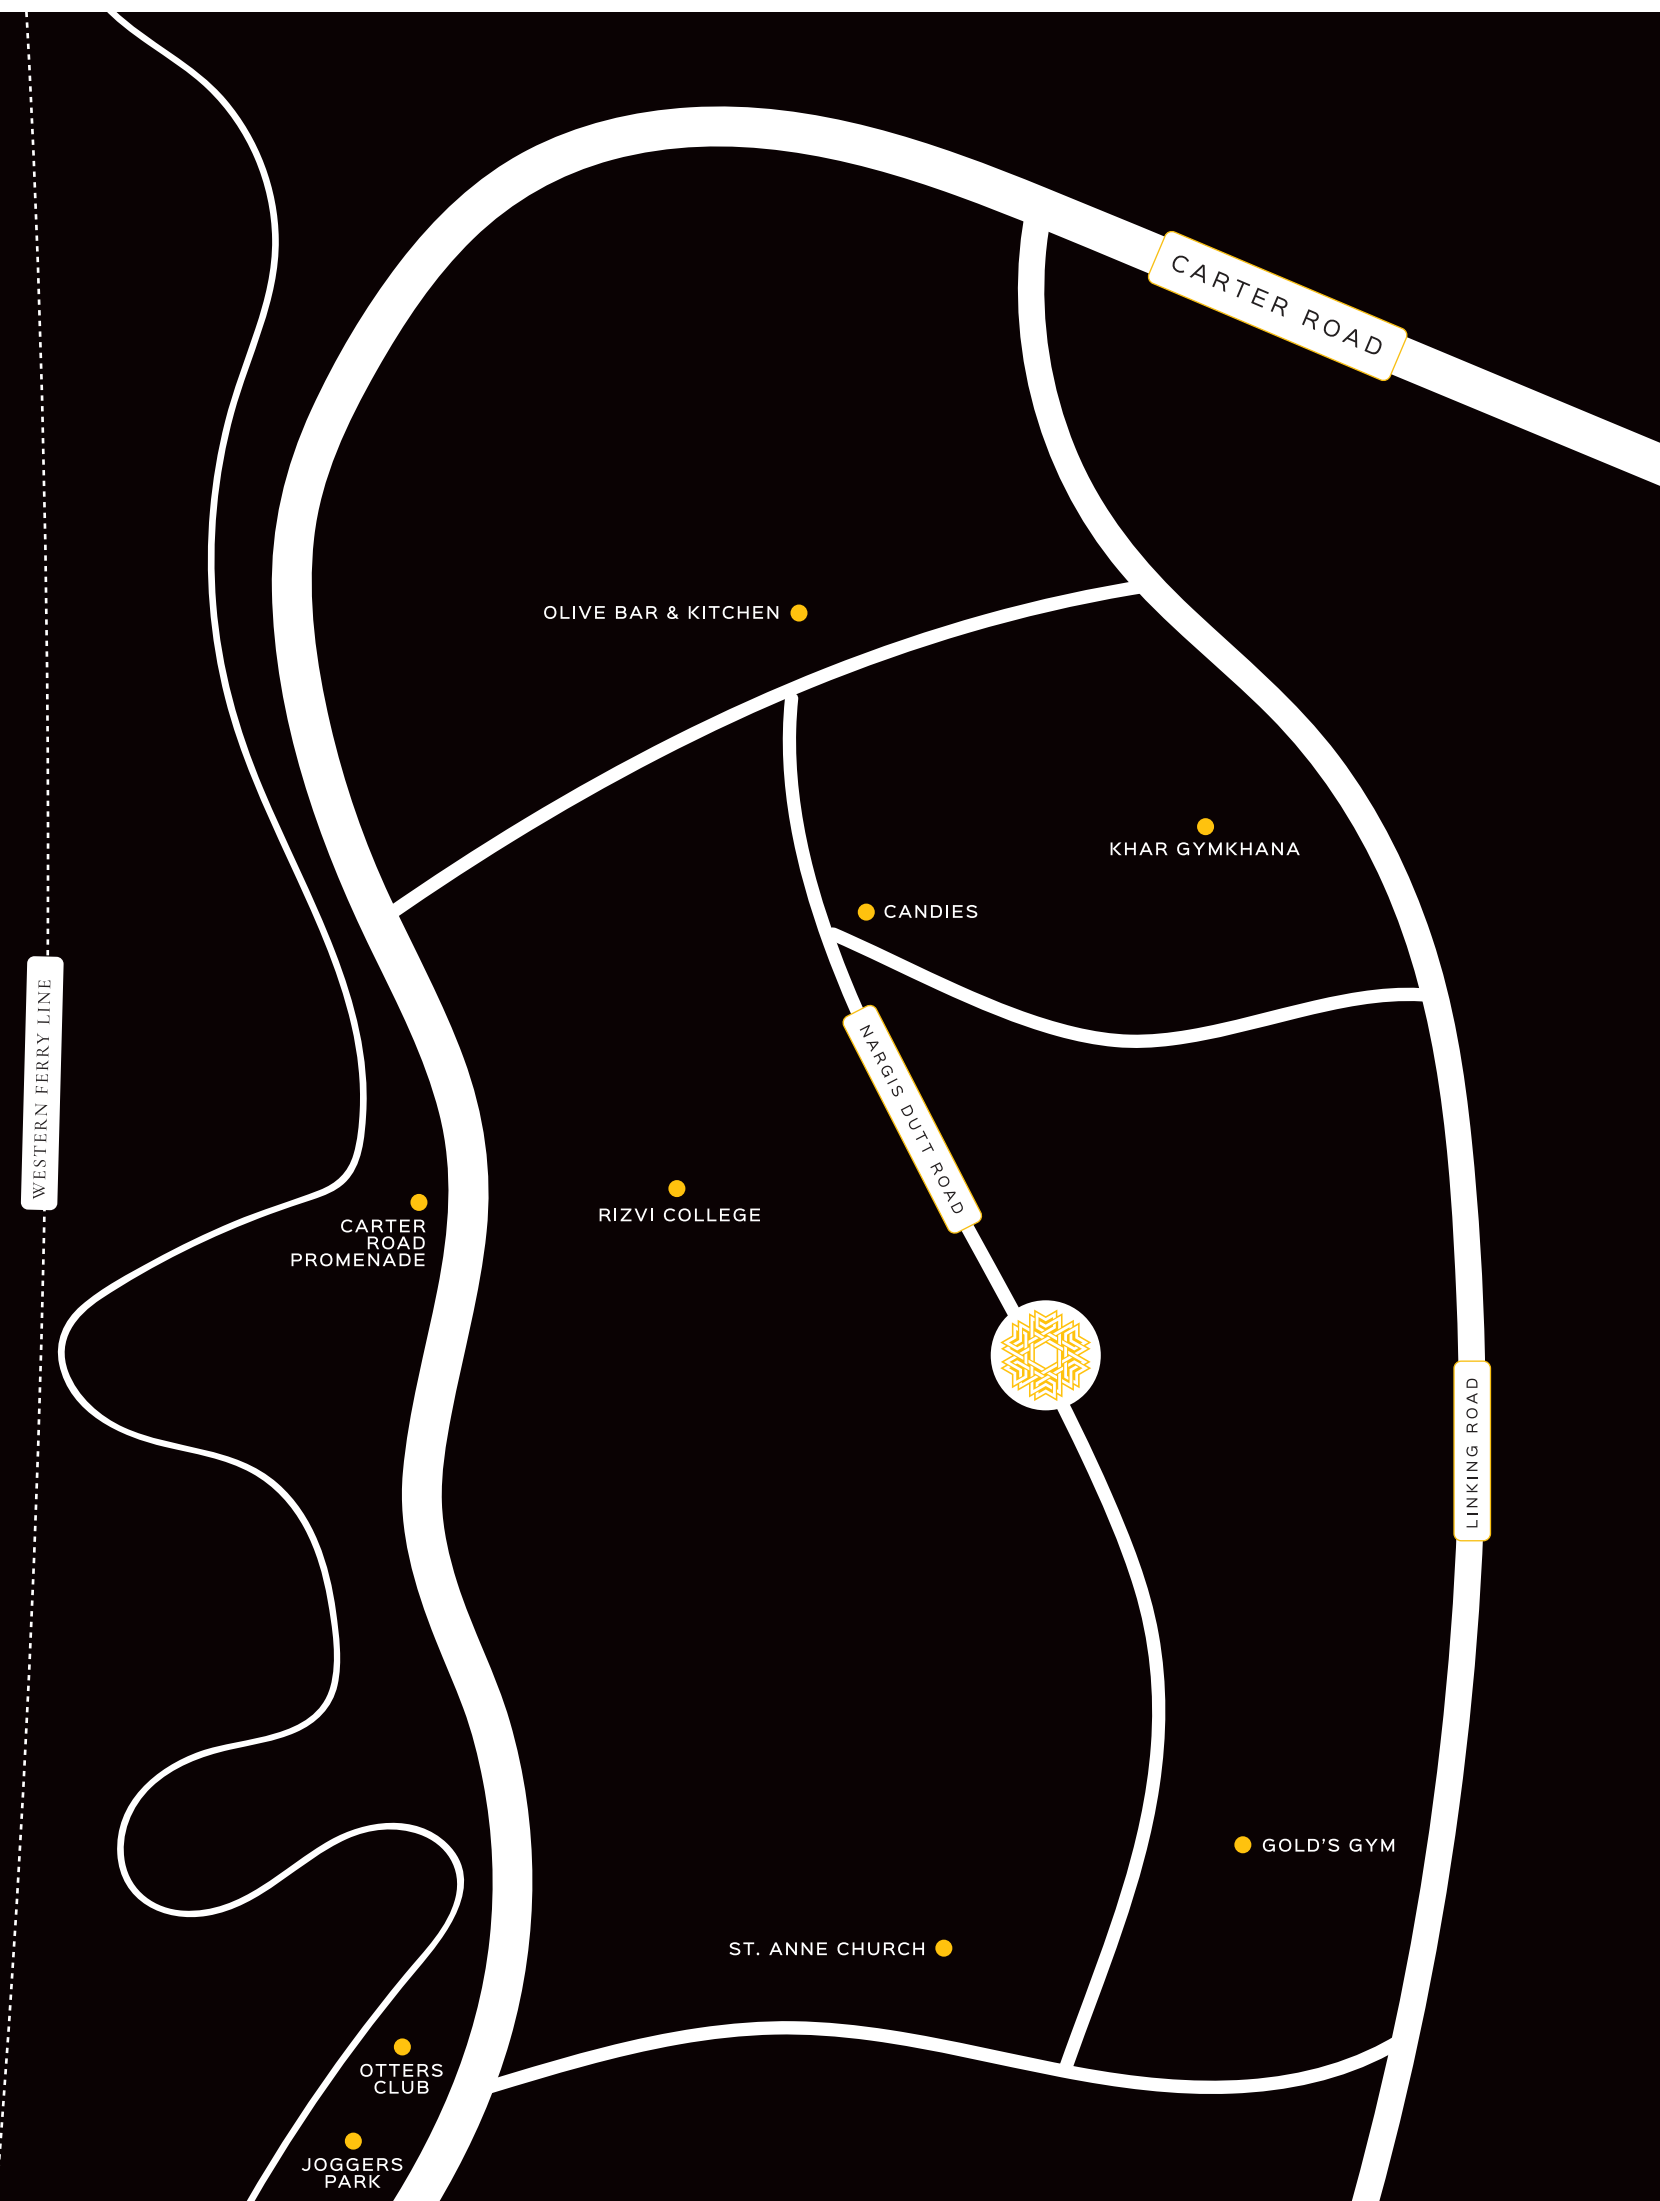 CARTER ROAD
OLIVE BAR & KITCHEN
KHAR GYMKHANA
CANDIES
WESTERN FERRY LINE
NARGIS DUTT ROAD
CARTER
ROAD
PROMENADE
RIZVI COLLEGE
LINKING ROAD
GOLD’S GYM
ST. ANNE CHURCH
OTTERS
CLUB
JOGGERS
PARK